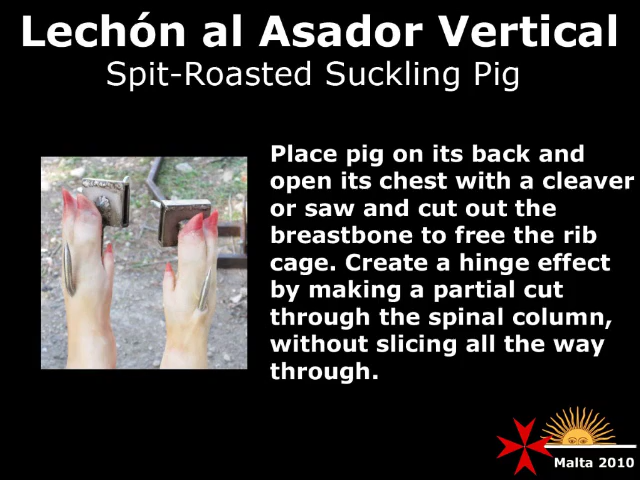 Lechón al Asador Vertical
Spit-Roasted Suckling Pig
Place pig on its back and
open its chest with a cleaver
or saw and cut out the
breastbone to free the rib
cage. Create a hinge effect
by making a partial cut
through the spinal column,
without slicing all the way
through.
Malta 2010